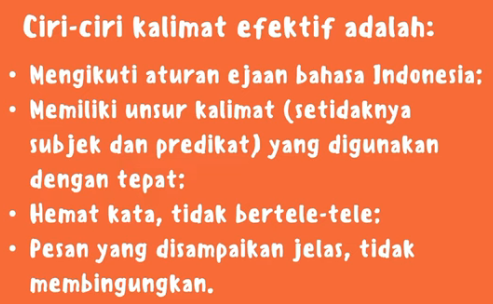 Ciri-ciri kalimat efektif adalah:
• Mengikuti aturan ejaan bahasa Indonesia;
• Memiliki unsur kalimat (setidaknya
subjek dan predikat) yang digunakan
dengan tepat;
• Hemat kata, tidak bertele-tele;
• Pesan yang disampaikan jelas, tidak
membingungkan.